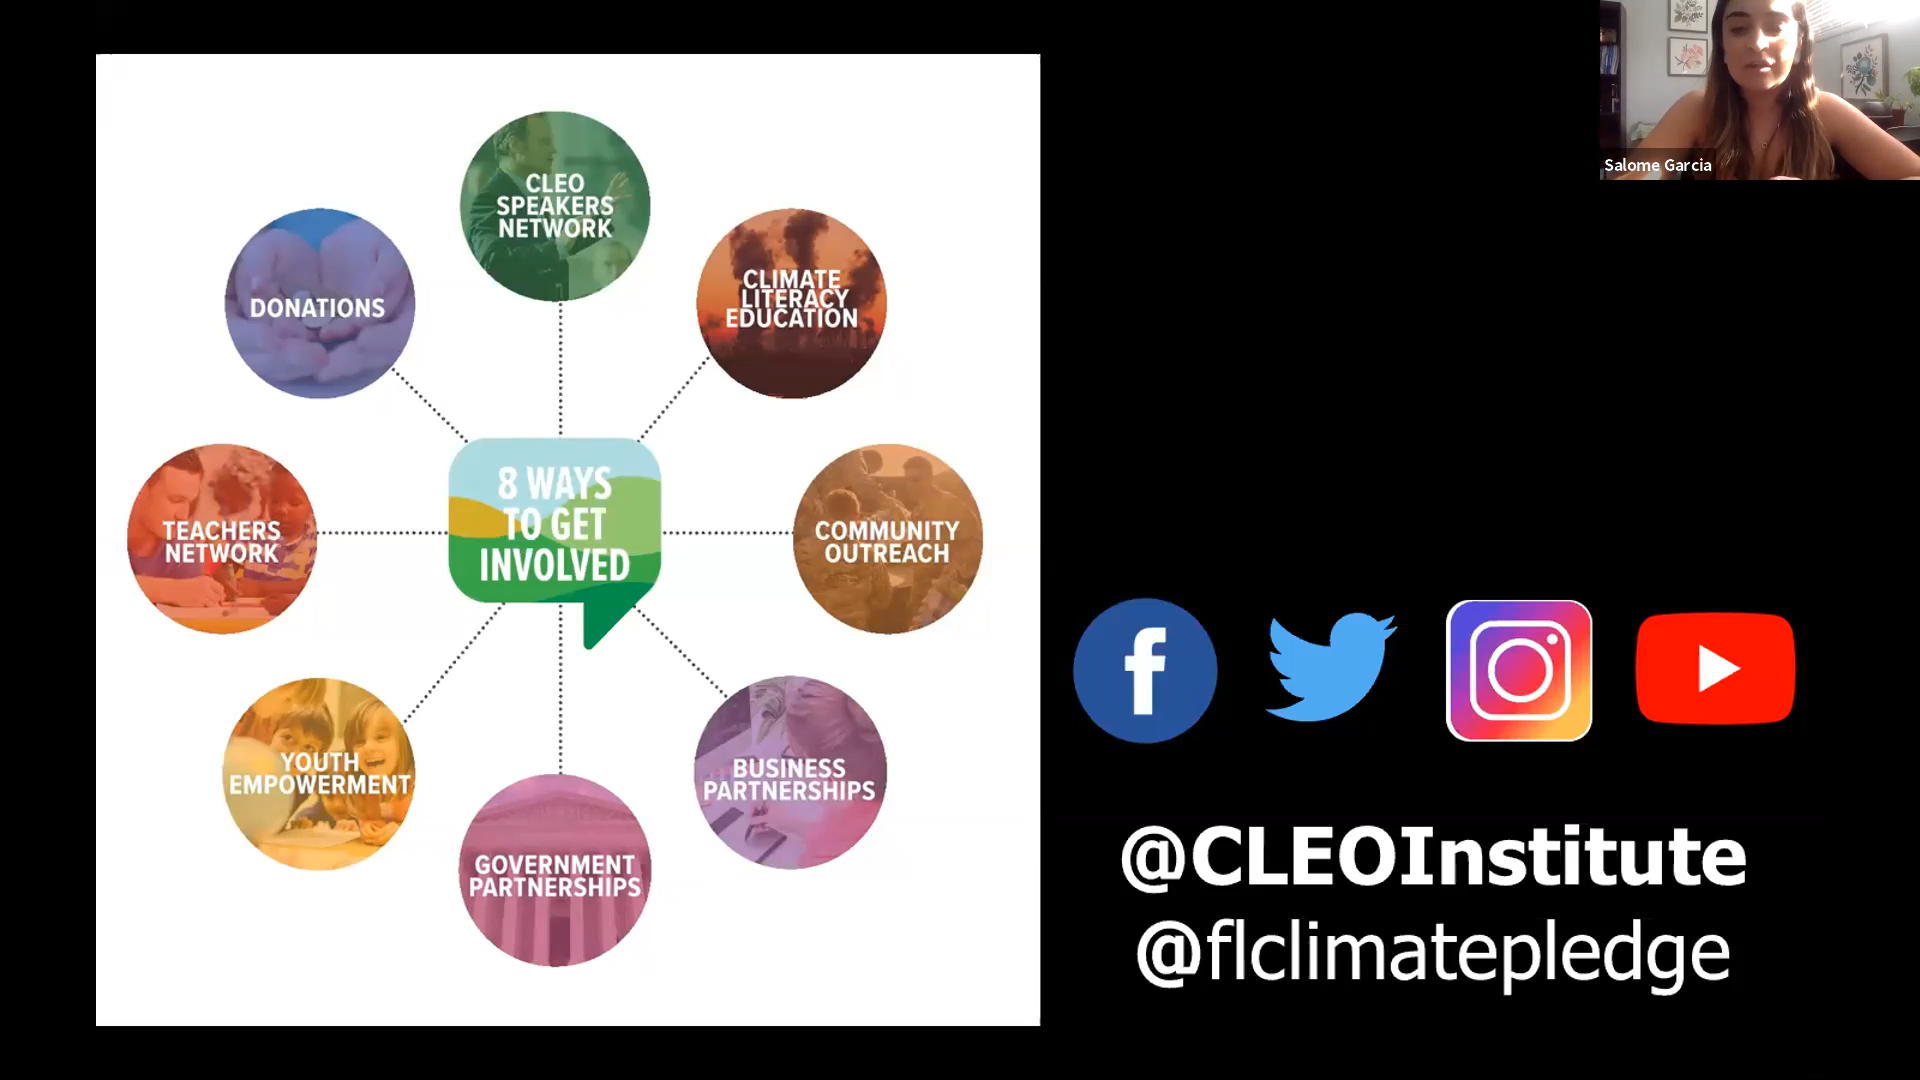 Salome Garcia
CLEO
SPEAKERS
NETWORK
CLIMATE
LITERACY
EDUCATION
COMMUNITY
OUTREACH
BUSINESS
PARTNERSHIPS
GOVERNMENT
PARTNERSHIPS
YOUTH
EMPOWERMENT
TEACHERS
NETWORK
DONATIONS
8 WAYS
TO GET
INVOLVED
f
@CLEOInstitute
@flclimatepledge